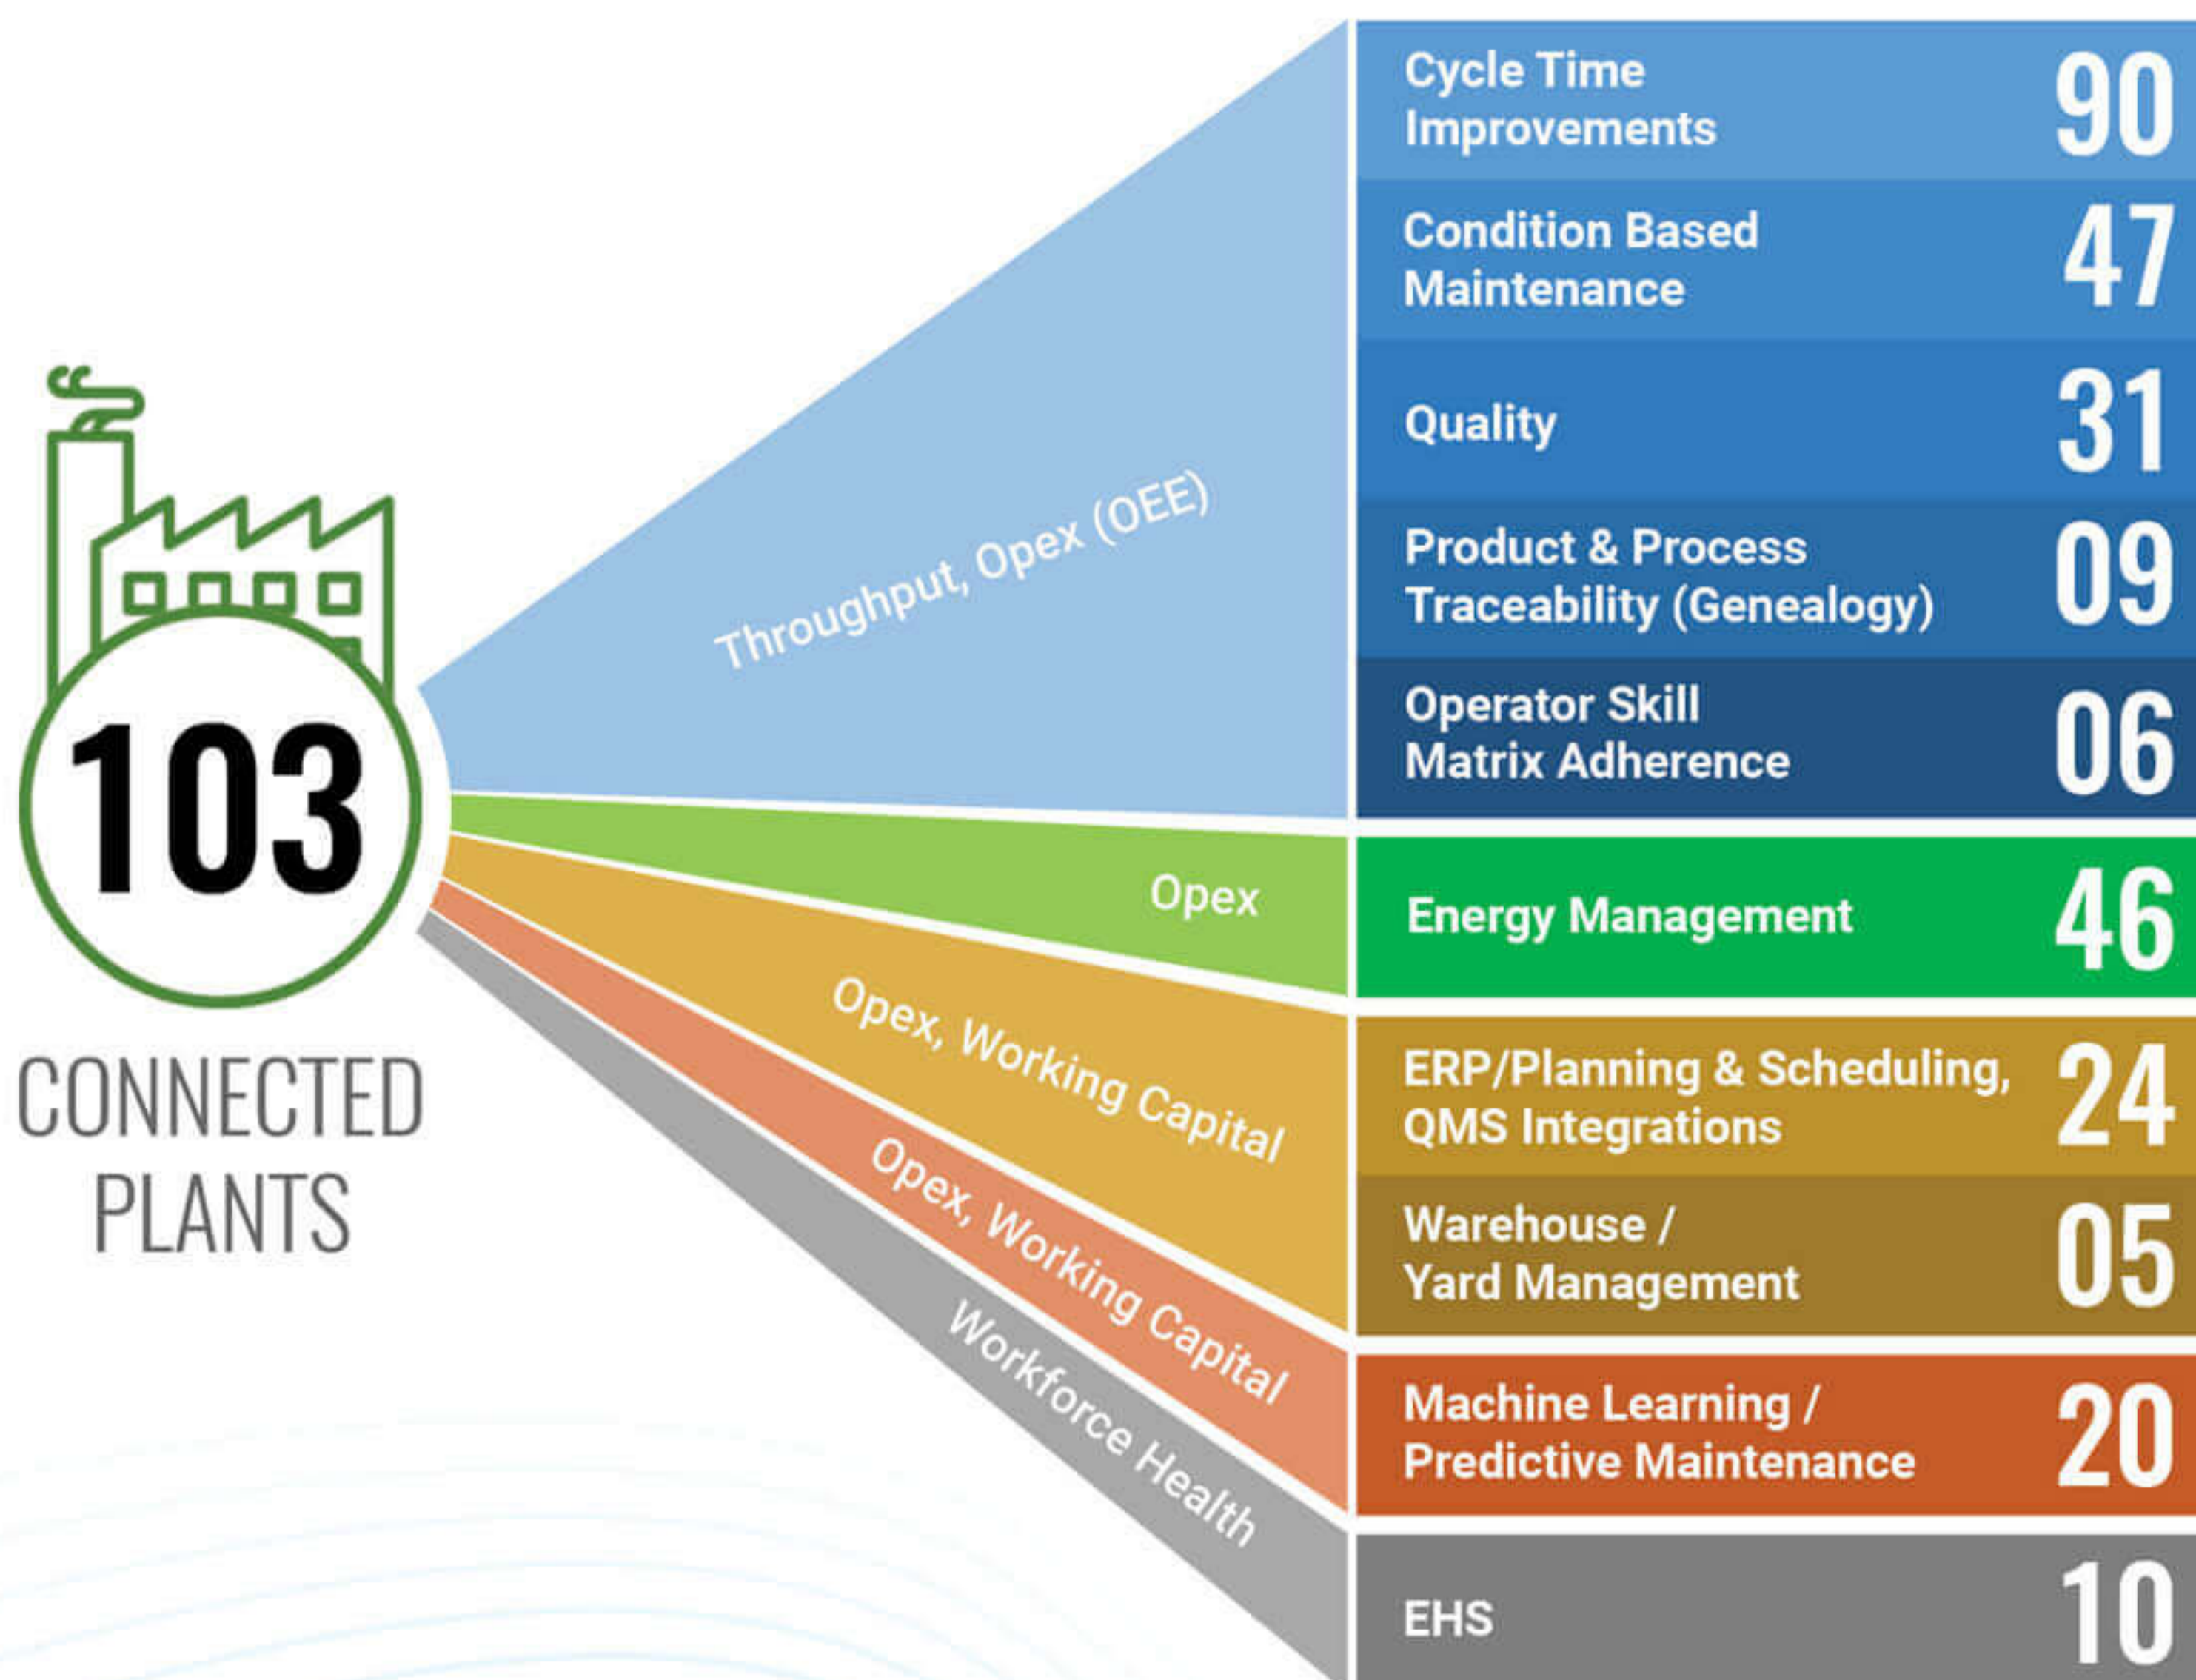 103
CONNECTED
PLANTS
Throughput, Opex (OEE)
Cycle Time
Improvements
90
Condition Based
Maintenance
47
Quality
31
Product & Process
Traceability (Genealogy)
09
Operator Skill
Matrix Adherence
06
Opex
Energy Management
46
Opex, Working Capital
ERP/Planning & Scheduling,
QMS Integrations
24
Warehouse /
Yard Management
05
Opex, Working Capital
Machine Learning /
Predictive Maintenance
20
Workforce Health
EHS
10